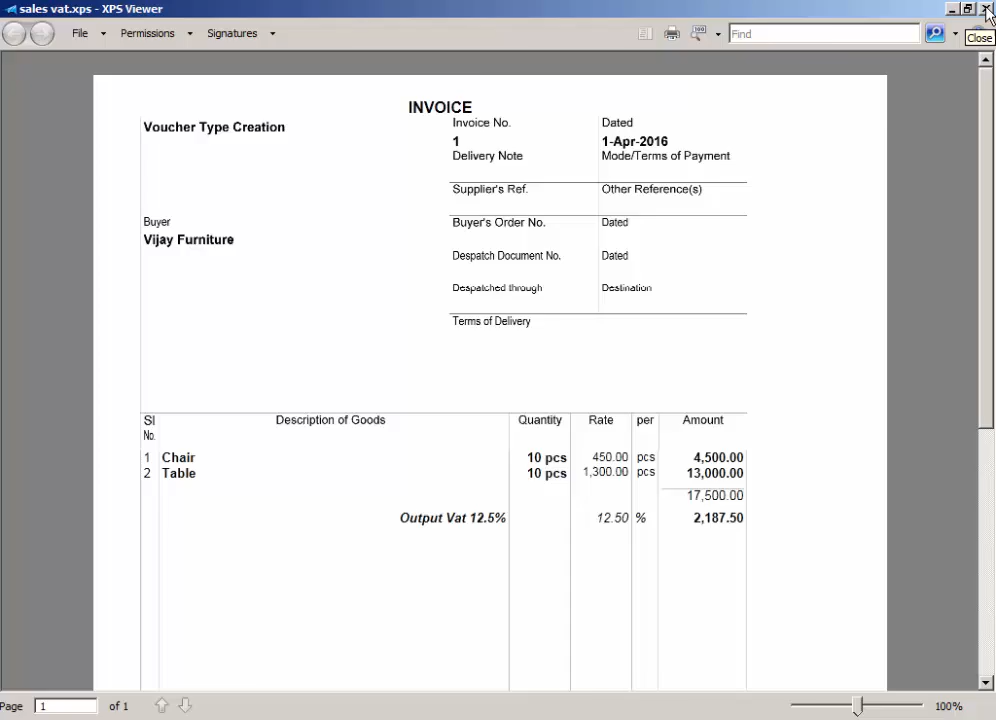 sales vat.xps - XPS Viewer
File Permissions Signatures Find
Close
INVOICE
Voucher Type Creation
Invoice No. Dated
1 1-Apr-2016
Delivery Note Mode/Terms of Payment
Supplier's Ref. Other Reference(s)
Buyer Buyer's Order No. Dated
Vijay Furniture
Despatch Document No. Dated
Despatched through Destination
Terms of Delivery
Sl Description of Goods Quantity Rate per Amount
No.
1 Chair 10 pcs 450.00 pcs 4,500.00
2 Table 10 pcs 1,300.00 pcs 13,000.00
17,500.00
Output Vat 12.5% 12.50 % 2,187.50
Page 1 of 1 100%